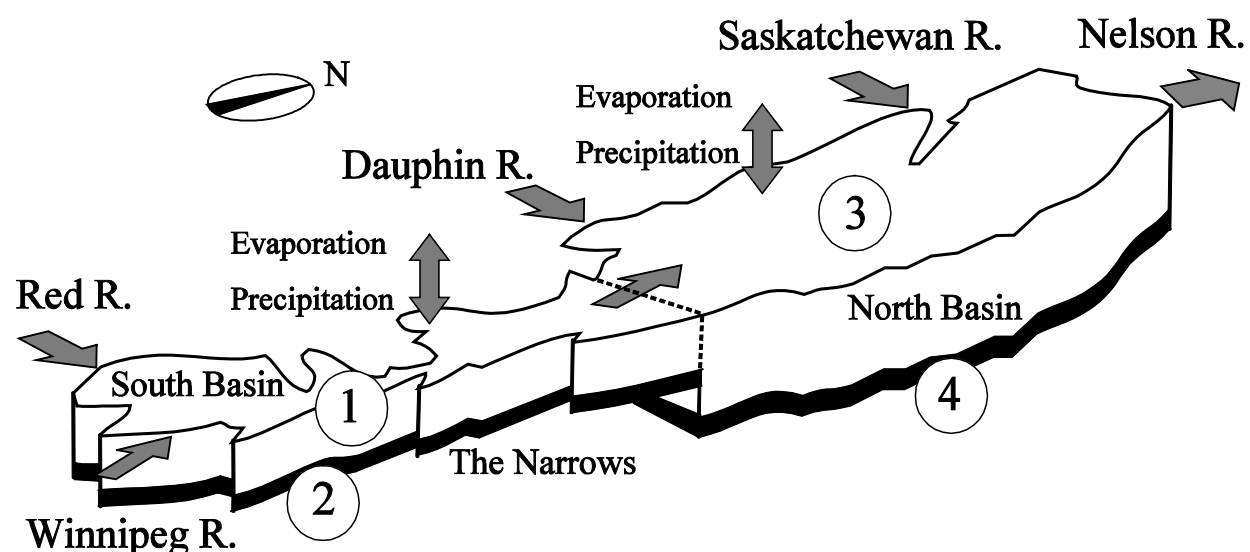 Saskatchewan R.
Nelson R.
N
Evaporation
Precipitation
Dauphin R.
3
Evaporation
Precipitation
Red R.
North Basin
South Basin
1
4
The Narrows
2
Winnipeg R.